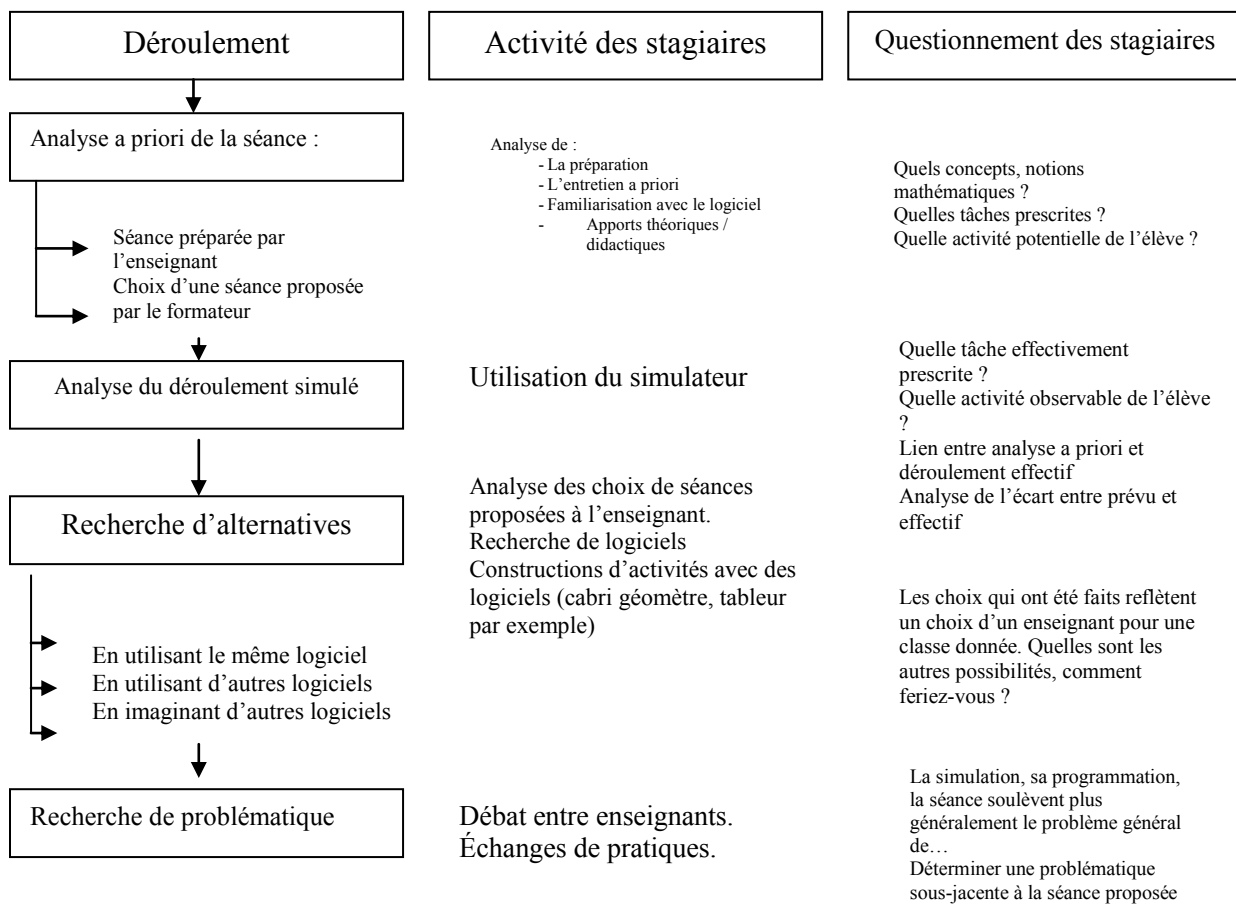 Déroulement
Activité des stagiaires
Questionnement des stagiaires
Analyse a priori de la séance :
Séance préparée par
l’enseignant
Choix d’une séance proposée
par le formateur
Analyse de :
- La préparation
- L’entretien a priori
- Familiarisation avec le logiciel
- Apports théoriques /
didactiques
Quels concepts, notions
mathématiques ?
Quelles tâches prescrites ?
Quelle activité potentielle de l’élève ?
Analyse du déroulement simulé
Utilisation du simulateur
Quelle tâche effectivement
prescrite ?
Quelle activité observable de l’élève
?
Lien entre analyse a priori et
déroulement effectif
Analyse de l’écart entre prévu et
effectif
Recherche d’alternatives
En utilisant le même logiciel
En utilisant d’autres logiciels
En imaginant d’autres logiciels
Analyse des choix de séances
proposées à l’enseignant.
Recherche de logiciels
Constructions d’activités avec des
logiciels (cabri géomètre, tableur
par exemple)
Les choix qui ont été faits reflètent
un choix d’un enseignant pour une
classe donnée. Quelles sont les
autres possibilités, comment
feriez-vous ?
Recherche de problématique
Débat entre enseignants.
Échanges de pratiques.
La simulation, sa programmation,
la séance soulèvent plus
généralement le problème général
de…
Déterminer une problématique
sous-jacente à la séance proposée